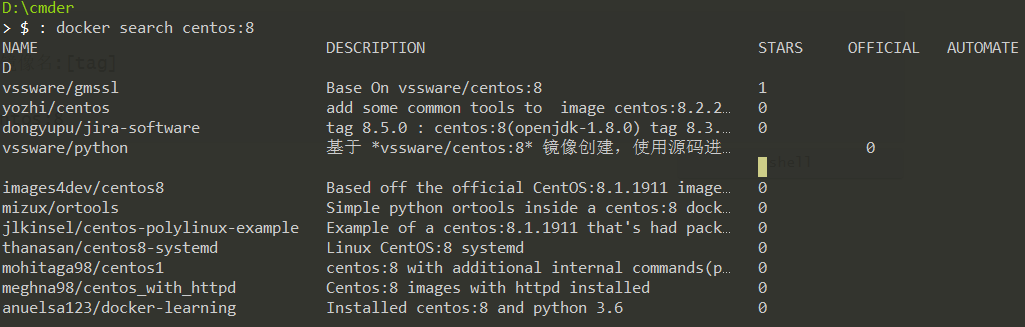 D:\cmder
> $ : docker search centos:8
NAME DESCRIPTION STARS OFFICIAL AUTOMATE
D
vssware/gmssl Base On vssware/centos:8 1
yozhi/centos add some common tools to  image centos:8.2.2… 0
dongyupu/jira-software tag 8.5.0 : centos:8(openjdk-1.8.0) tag 8.3.… 0
vssware/python 基于 *vssware/centos:8* 镜像创建，使用源码进… 0
images4dev/centos8 Based off the official CentOS:8.1.1911 image… 0
mizux/ortools Simple python ortools inside a centos:8 dock… 0
jlkinsel/centos-polylinux-example Example of a centos:8.1.1911 that's had pack… 0
thanasan/centos8-systemd Linux CentOS:8 systemd 0
mohitaga98/centos1 centos:8 with additional internal commands(p… 0
meghna98/centos_with_httpd Centos:8 images with httpd installed 0
anuelsa123/docker-learning Installed centos:8 and python 3.6 0